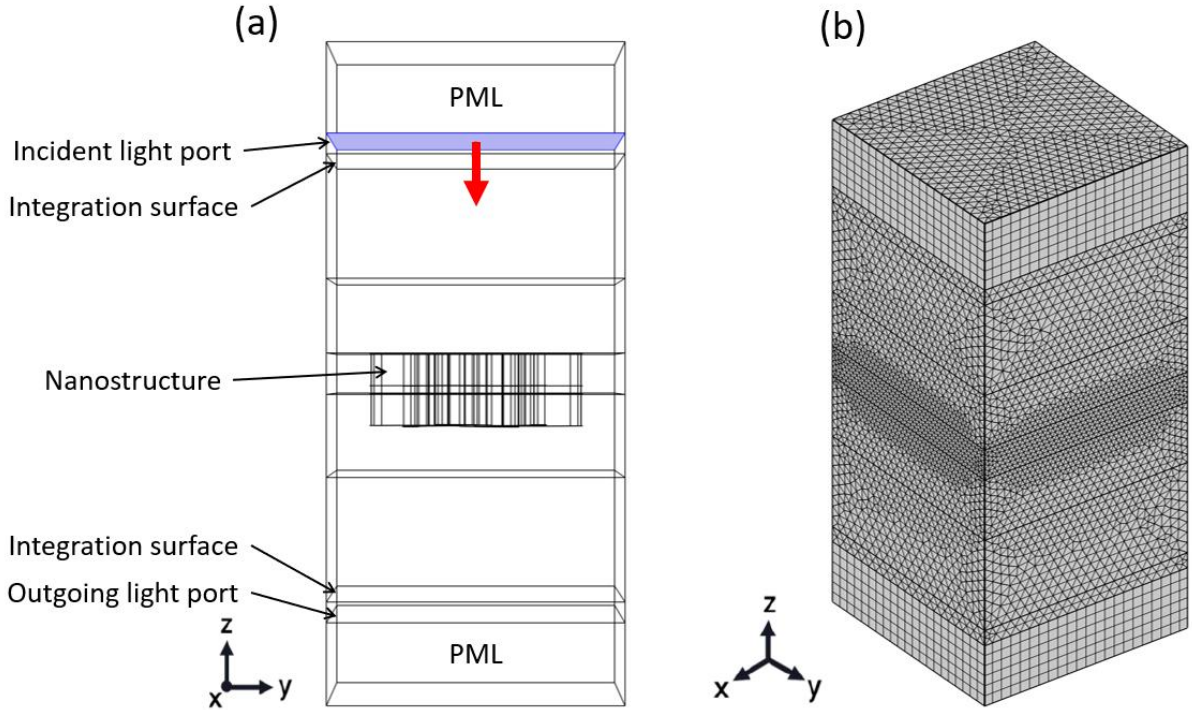 (a)
(b)
PML
Incident light port
Integration surface
Nanostructure
Integration surface
Outgoing light port
PML
z
y
x
z
x
y